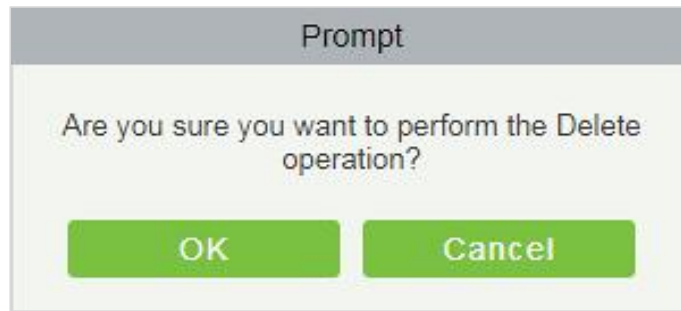 Prompt
Are you sure you want to perform the Delete
operation?
OK
Cancel